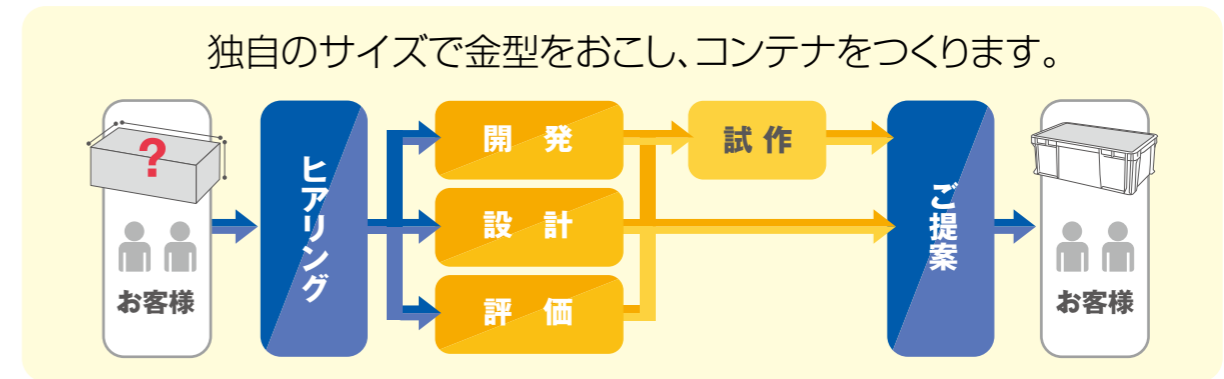 独自のサイズで金型をおこし、コンテナをつくります。
?
お客様
ヒアリング
開発
設計
評価
試作
ご提案
お客様